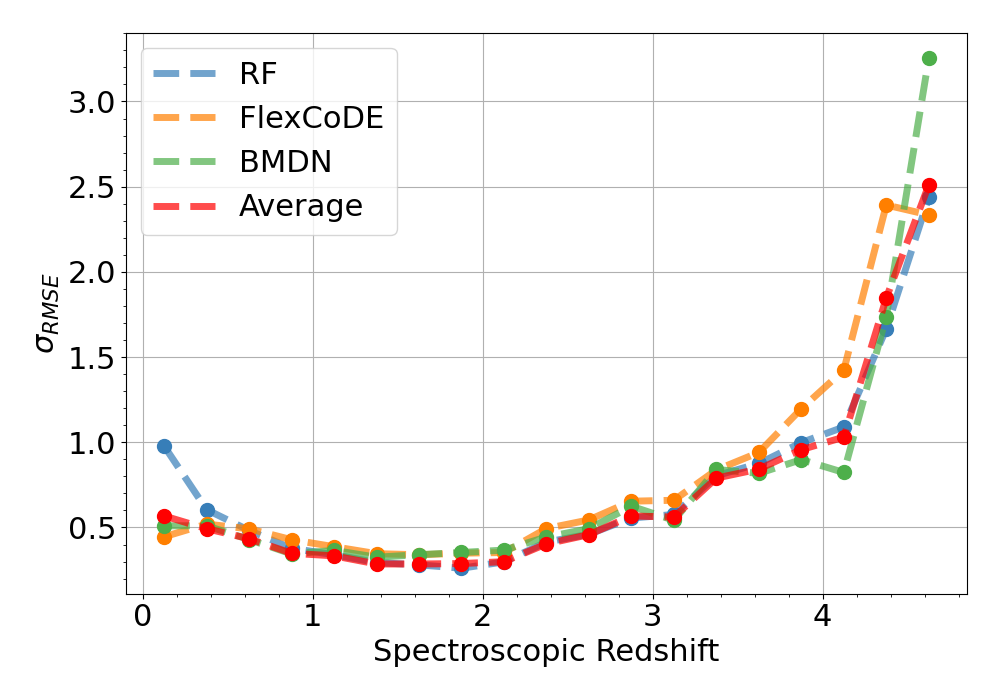 RF
FlexCoDE
BMDN
Average
3.0
2.5
2.0
1.5
1.0
0.5
σRMSE
0 1 2 3 4
Spectroscopic Redshift